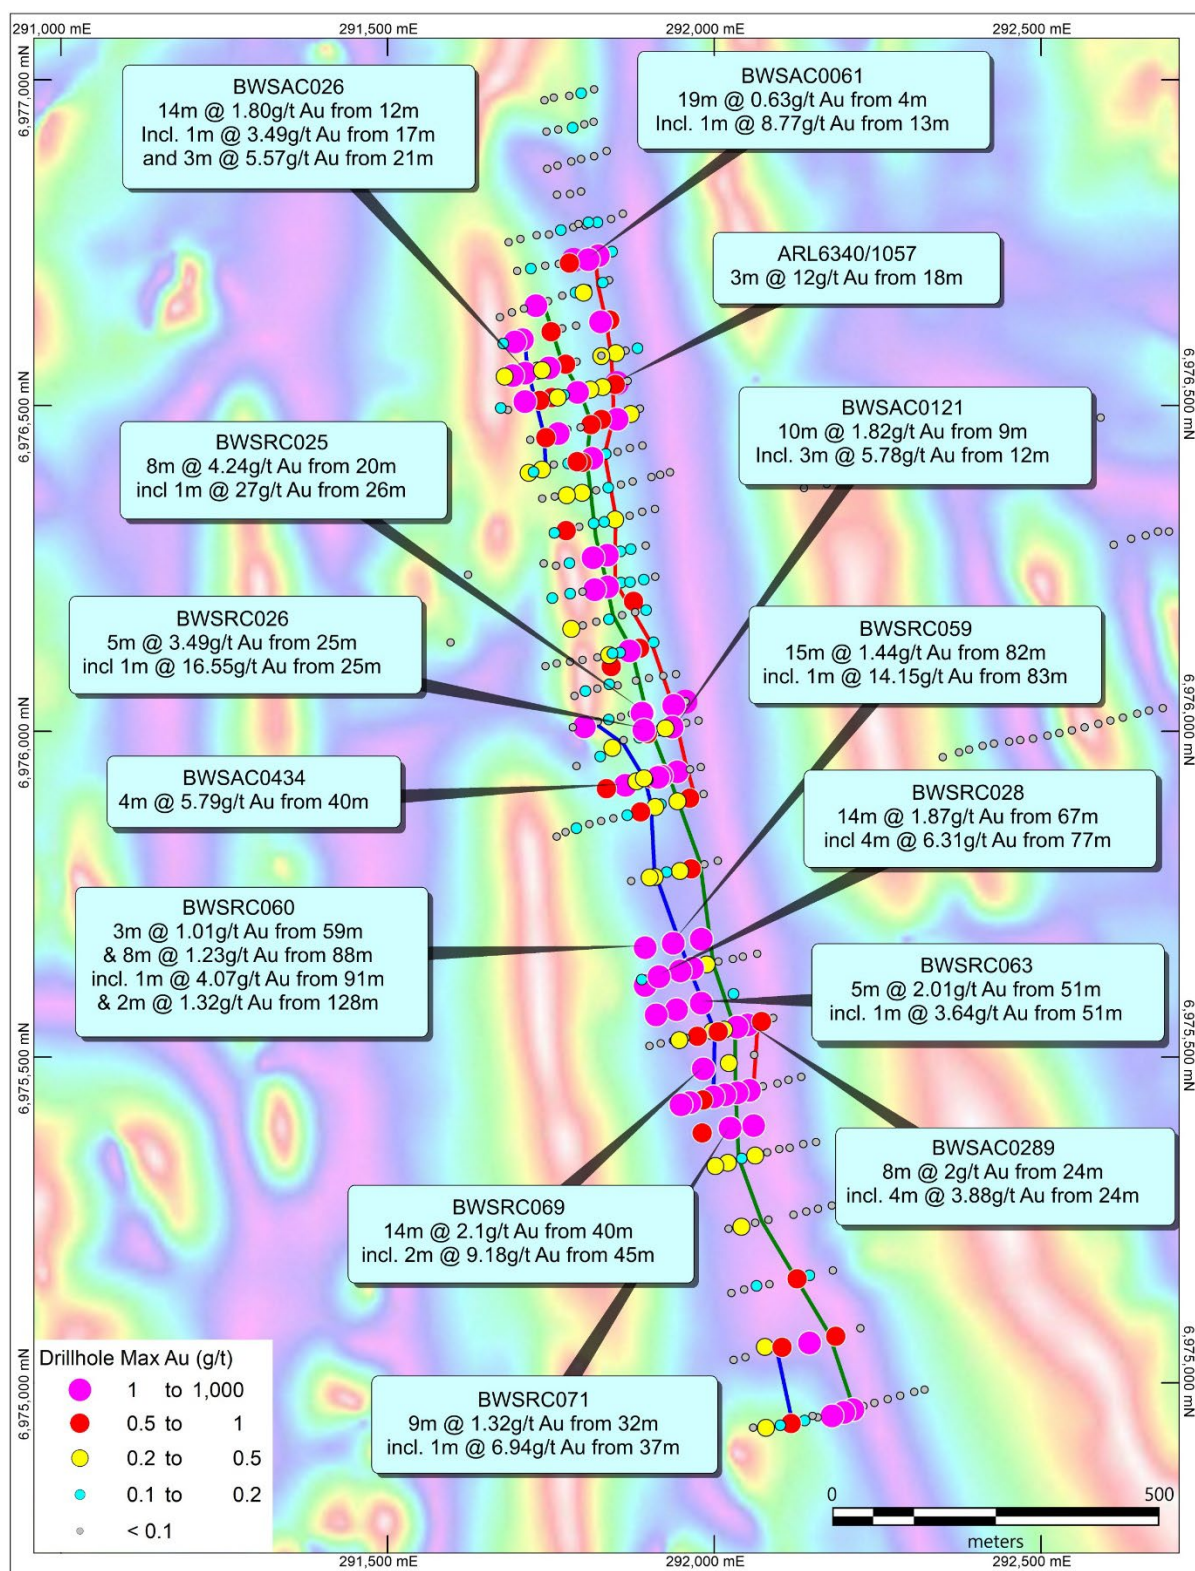 291,000 mE
291,500 mE
292,000 mE
292,500 mE
6,977,000 mN
BWSAC026
14m @ 1.80g/t Au from 12m
Incl. 1m @ 3.49g/t Au from 17m
and 3m @ 5.57g/t Au from 21m
BWSAC0061
19m @ 0.63g/t Au from 4m
Incl. 1m @ 8.77g/t Au from 13m
6,977,000 mN
ARL6340/1057
3m @ 12g/t Au from 18m
6,976,500 mN
BWSRC025
8m @ 4.24g/t Au from 20m
incl 1m @ 27g/t Au from 26m
BWSAC0121
10m @ 1.82g/t Au from 9m
Incl. 3m @ 5.78g/t Au from 12m
6,976,500 mN
BWSRC026
5m @ 3.49g/t Au from 25m
incl 1m @ 16.55g/t Au from 25m
BWSRC059
15m @ 1.44g/t Au from 82m
incl. 1m @ 14.15g/t Au from 83m
6,976,000 mN
6,976,000 mN
BWSAC0434
4m @ 5.79g/t Au from 40m
BWSRC028
14m @ 1.87g/t Au from 67m
incl 4m @ 6.31g/t Au from 77m
BWSRC060
3m @ 1.01g/t Au from 59m
& 8m @ 1.23g/t Au from 88m
incl. 1m @ 4.07g/t Au from 91m
& 2m @ 1.32g/t Au from 128m
BWSRC063
5m @ 2.01g/t Au from 51m
incl. 1m @ 3.64g/t Au from 51m
6,975,500 mN
6,975,500 mN
BWSAC0289
8m @ 2g/t Au from 24m
incl. 4m @ 3.88g/t Au from 24m
BWSRC069
14m @ 2.1g/t Au from 40m
incl. 2m @ 9.18g/t Au from 45m
6,975,000 mN
6,975,000 mN
BWSRC071
9m @ 1.32g/t Au from 32m
incl. 1m @ 6.94g/t Au from 37m
Drillhole Max Au (g/t)
1 to 1,000
0.5 to 1
0.2 to 0.5
0.1 to 0.2
< 0.1
0 500
meters
291,500 mE
292,000 mE
292,500 mE